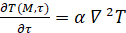 ∂T(M,τ)/∂τ = α ∇ ²T